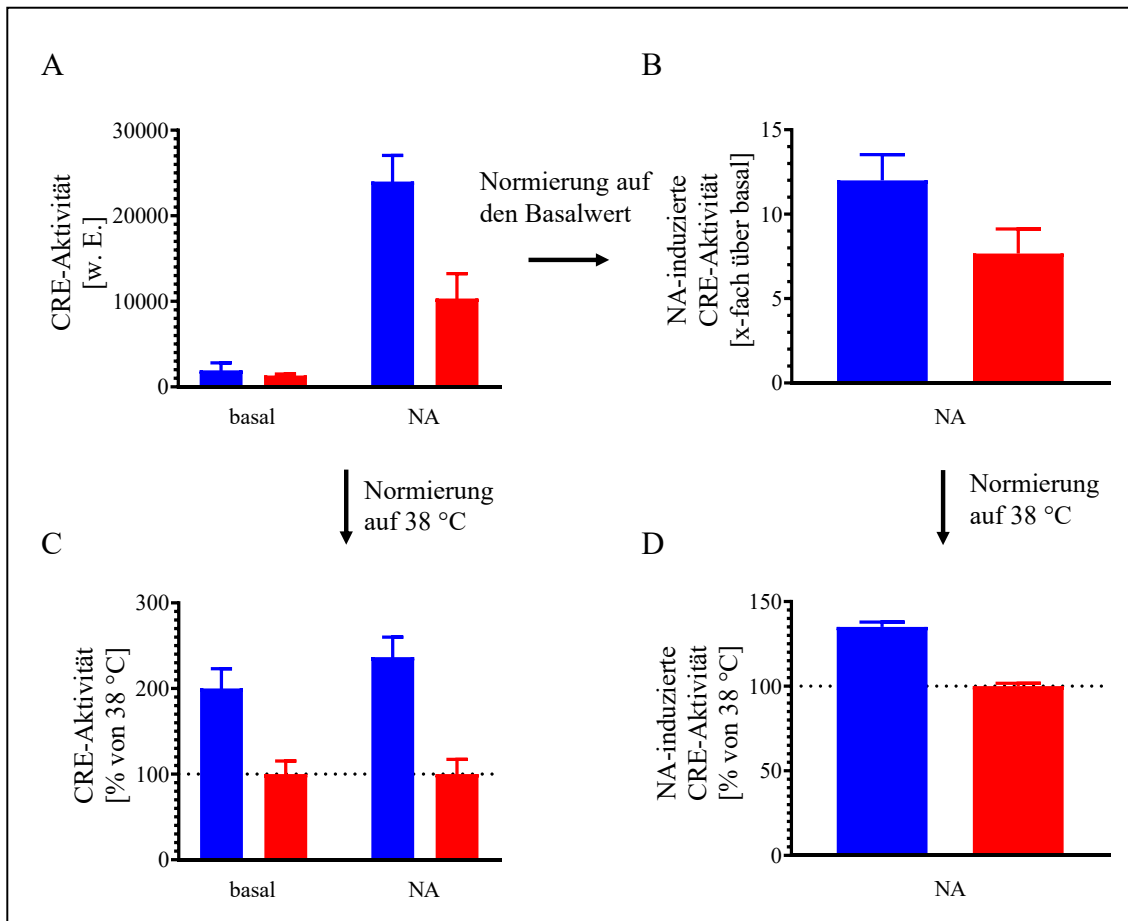 A
CRE-Aktivität
[w. E.]
30000
20000
10000
0
basal
NA
Normierung auf
den Basalwert
B
NA-induzierte
CRE-Aktivität
[x-fach über basal]
15
12
8
5
0
NA
Normierung
auf 38 °C
Normierung
auf 38 °C
C
CRE-Aktivität
[% von 38 °C]
300
200
100
0
basal
NA
D
NA-induzierte
CRE-Aktivität
[% von 38 °C]
150
100
50
0
NA